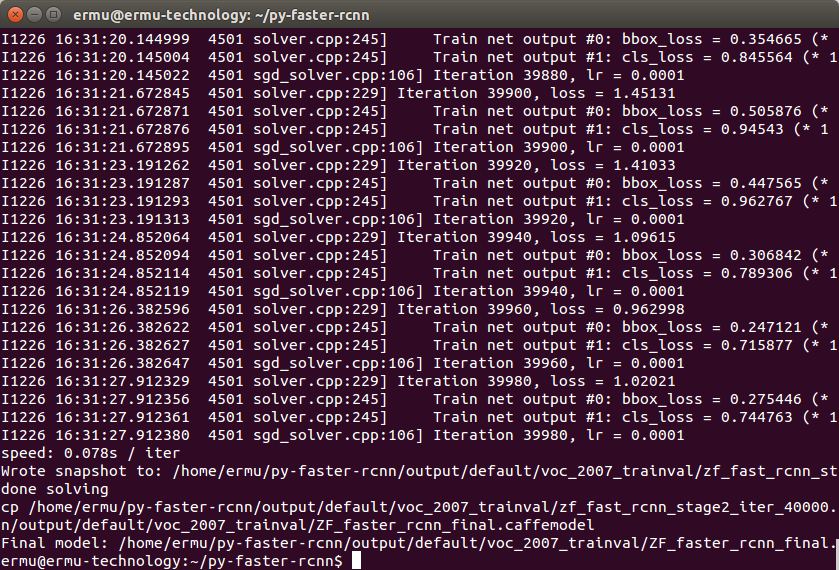 ermu@ermu-technology: ~/py-faster-rcnn
I1226 16:31:20.144999  4501 solver.cpp:245]     Train net output #0: bbox_loss = 0.354665 (*
I1226 16:31:20.145004  4501 solver.cpp:245]     Train net output #1: cls_loss = 0.845564 (* 1
I1226 16:31:20.145022  4501 sgd_solver.cpp:106] Iteration 39880, lr = 0.0001
I1226 16:31:21.672845  4501 solver.cpp:229] Iteration 39900, loss = 1.45131
I1226 16:31:21.672871  4501 solver.cpp:245]     Train net output #0: bbox_loss = 0.505876 (*
I1226 16:31:21.672876  4501 solver.cpp:245]     Train net output #1: cls_loss = 0.94543 (* 1
I1226 16:31:21.672895  4501 sgd_solver.cpp:106] Iteration 39900, lr = 0.0001
I1226 16:31:23.191262  4501 solver.cpp:229] Iteration 39920, loss = 1.41033
I1226 16:31:23.191287  4501 solver.cpp:245]     Train net output #0: bbox_loss = 0.447565 (*
I1226 16:31:23.191293  4501 solver.cpp:245]     Train net output #1: cls_loss = 0.962767 (* 1
I1226 16:31:23.191313  4501 sgd_solver.cpp:106] Iteration 39920, lr = 0.0001
I1226 16:31:24.852064  4501 solver.cpp:229] Iteration 39940, loss = 1.09615
I1226 16:31:24.852094  4501 solver.cpp:245]     Train net output #0: bbox_loss = 0.306842 (*
I1226 16:31:24.852114  4501 solver.cpp:245]     Train net output #1: cls_loss = 0.789306 (* 1
I1226 16:31:24.852119  4501 sgd_solver.cpp:106] Iteration 39940, lr = 0.0001
I1226 16:31:26.382596  4501 solver.cpp:229] Iteration 39960, loss = 0.962998
I1226 16:31:26.382622  4501 solver.cpp:245]     Train net output #0: bbox_loss = 0.247121 (*
I1226 16:31:26.382627  4501 solver.cpp:245]     Train net output #1: cls_loss = 0.715877 (* 1
I1226 16:31:26.382647  4501 sgd_solver.cpp:106] Iteration 39960, lr = 0.0001
I1226 16:31:27.912329  4501 solver.cpp:229] Iteration 39980, loss = 1.02021
I1226 16:31:27.912356  4501 solver.cpp:245]     Train net output #0: bbox_loss = 0.275446 (*
I1226 16:31:27.912361  4501 solver.cpp:245]     Train net output #1: cls_loss = 0.744763 (* 1
I1226 16:31:27.912380  4501 sgd_solver.cpp:106] Iteration 39980, lr = 0.0001
speed: 0.078s / iter
Wrote snapshot to: /home/ermu/py-faster-rcnn/output/default/voc_2007_trainval/zf_fast_rcnn_st
done solving
cp /home/ermu/py-faster-rcnn/output/default/voc_2007_trainval/zf_fast_rcnn_stage2_iter_40000.
n/output/default/voc_2007_trainval/ZF_faster_rcnn_final.caffemodel
Final model: /home/ermu/py-faster-rcnn/output/default/voc_2007_trainval/ZF_faster_rcnn_final.
ermu@ermu-technology:~/py-faster-rcnn$